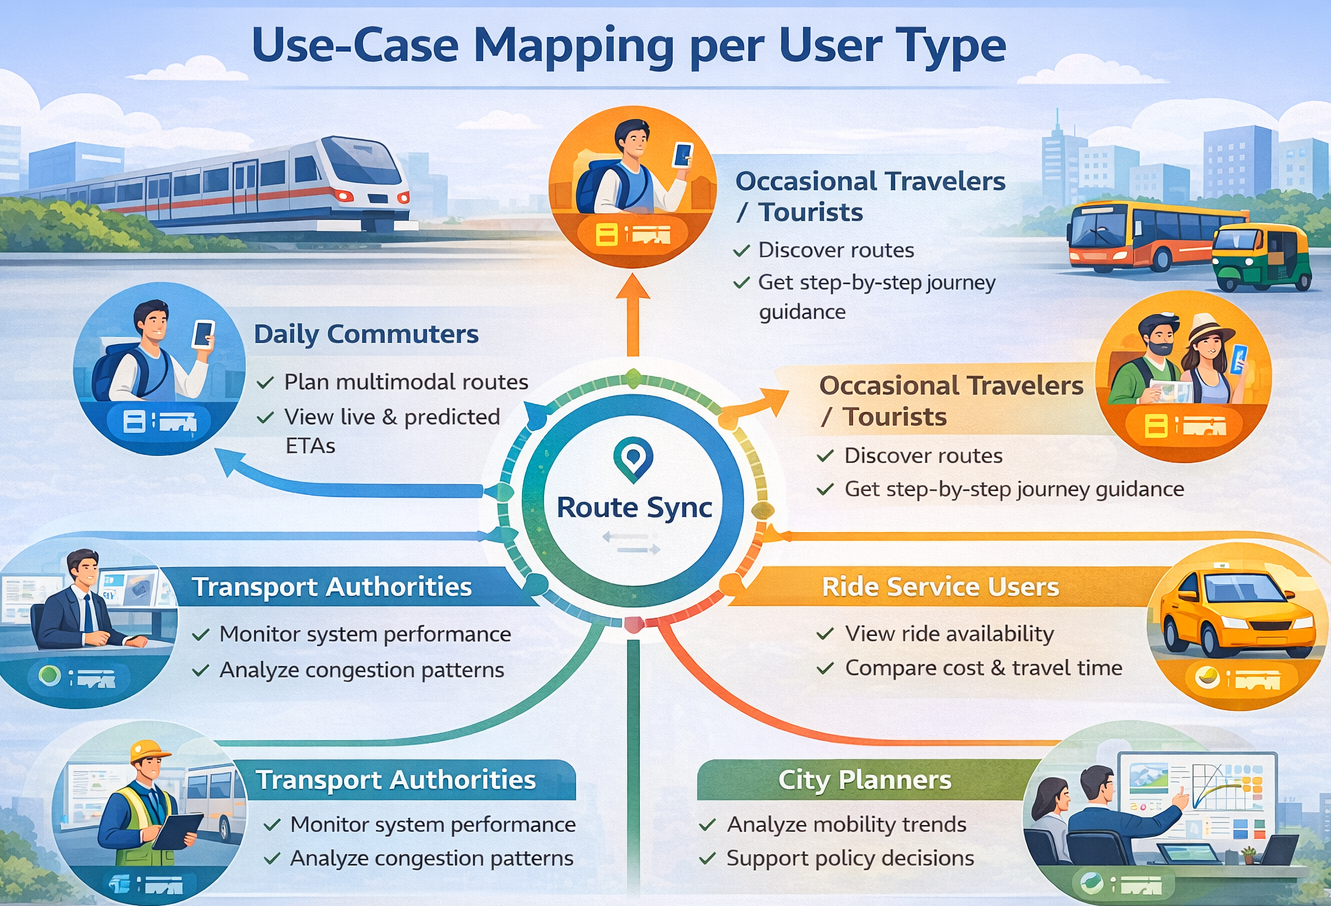 Use-Case Mapping per User Type
Occasional Travelers
/ Tourists
✓ Discover routes
✓ Get step-by-step journey
guidance
Daily Commuters
✓ Plan multimodal routes
✓ View live & predicted
ETAs
Occasional Travelers
/ Tourists
✓ Discover routes
✓ Get step-by-step journey guidance
Route Sync
Transport Authorities
✓ Monitor system performance
✓ Analyze congestion patterns
Ride Service Users
✓ View ride availability
✓ Compare cost & travel time
Transport Authorities
✓ Monitor system performance
✓ Analyze congestion patterns
City Planners
✓ Analyze mobility trends
✓ Support policy decisions